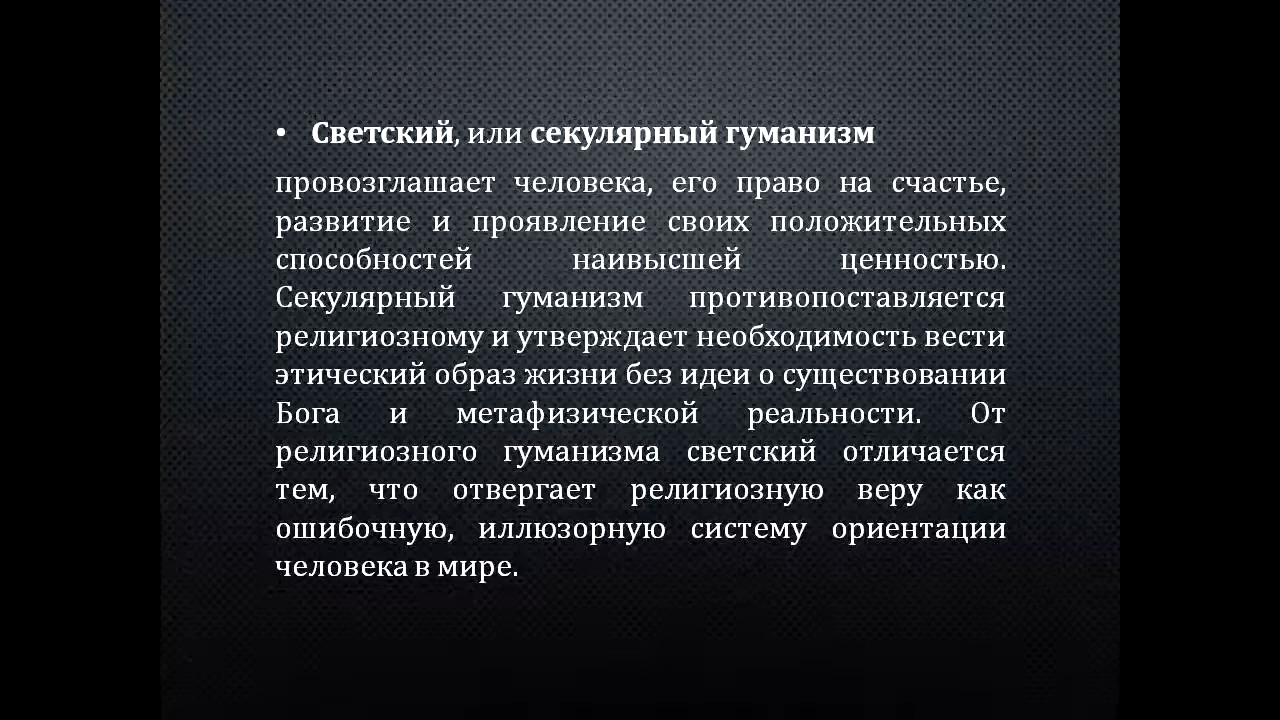 • Светский, или секулярный гуманизм
провозглашает человека, его право на счастье,
развитие и проявление своих положительных
способностей наивысшей ценностью.
Секулярный гуманизм противопоставляется
религиозному и утверждает необходимость вести
этический образ жизни без идеи о существовании
Бога и метафизической реальности. От
религиозного гуманизма светский отличается
тем, что отвергает религиозную веру как
ошибочную, иллюзорную систему ориентации
человека в мире.